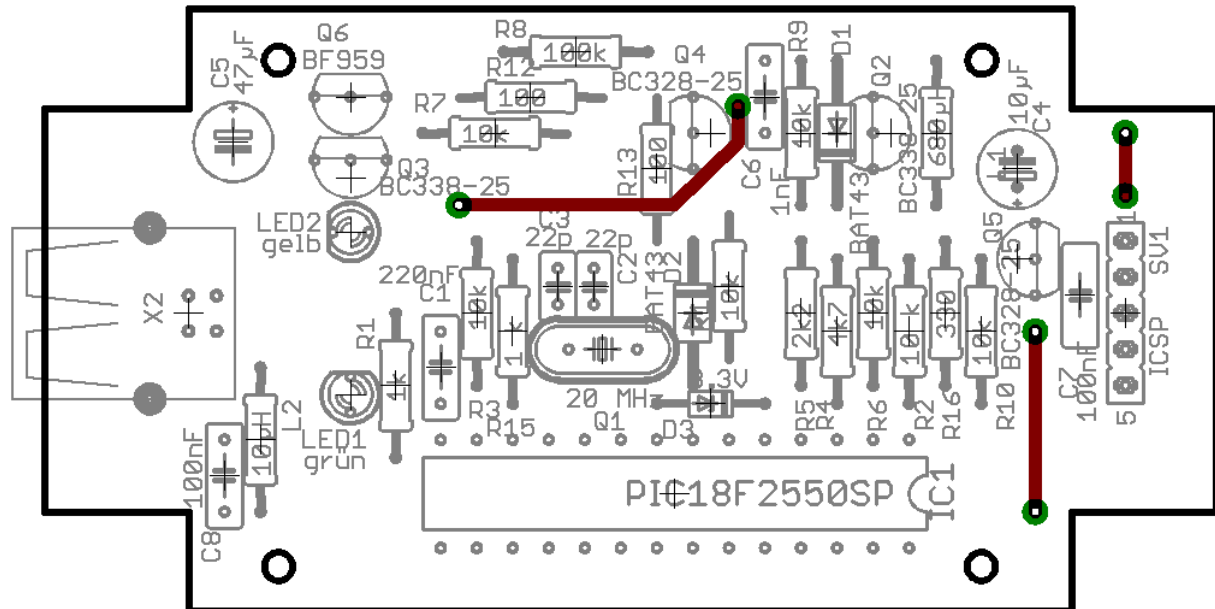 C5
47µF
Q6
BF959
R8
100k
R12
100
R7
10k
Q3
BC338-25
Q4
BC328-25
R13
C6
1nF
R9
10k
D1
BAT43
Q2
BC338-25
680µ
L1
10µF
C4
LED2
gelb
X2
C3
22p
22p
C2
220nF
C1
10k
R3
1k
R15
BAT43
D2
10k
Q5
BC328-25
1
SV1
ICSP
5
C7
100nF
R1
1k
2k2
R5
4k7
R4
10k
R6
10k
R2
330
R16
10k
R10
20 MHz
Q1
D3
LED1
grün
10µH
L2
100nF
C8
PIC18F2550SP
IC1